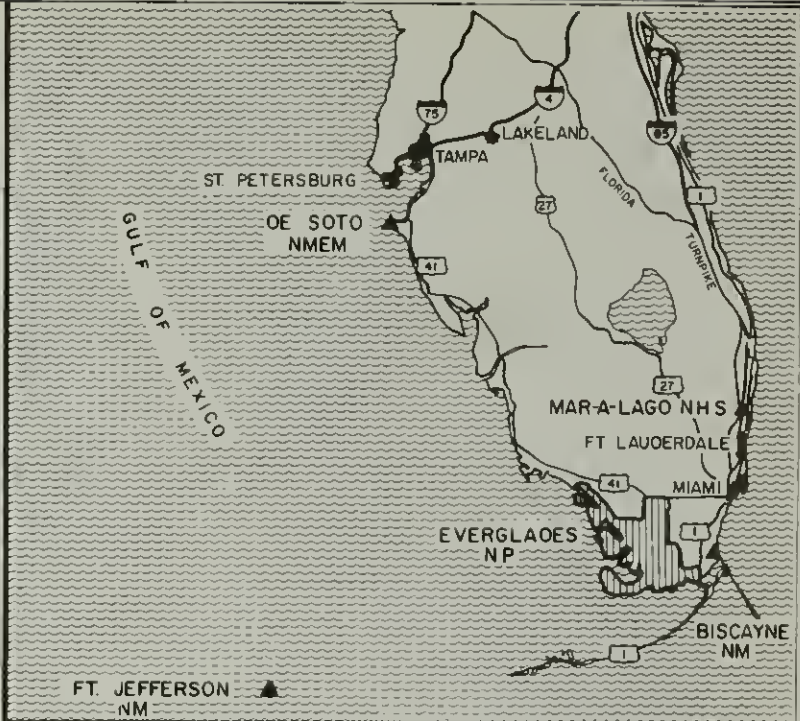 75
4
95
LAKELAND
TAMPA
ST. PETERSBURG
FLORIDA
TURNPIKE
1
27
OE SOTO
NMEM
41
GULF OF MEXICO
27
MAR-A-LAGO NHS
FT LAUOERDALE
41
MIAMI
EVERGLAOES
NP
1
BISCAYNE
NM
1
FT. JEFFERSON
NM